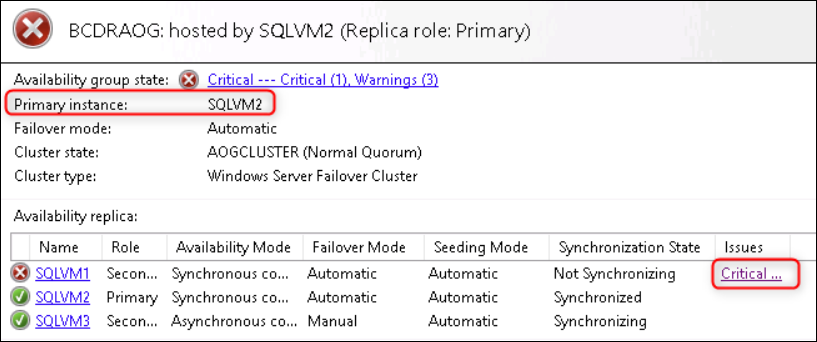 BCDRAOG: hosted by SQLVM2 (Replica role: Primary)
Availability group state: Critical --- Critical (1), Warnings (3)
Primary instance: SQLVM2
Failover mode: Automatic
Cluster state: AOGCLUSTER (Normal Quorum)
Cluster type: Windows Server Failover Cluster
Availability replica:
Name Role Availability Mode Failover Mode Seeding Mode Synchronization State Issues
SQLVM1 Secon... Synchronous co... Automatic Automatic Not Synchronizing Critical ...
SQLVM2 Primary Synchronous co... Automatic Automatic Synchronized
SQLVM3 Secon... Asynchronous co... Manual Automatic Synchronizing